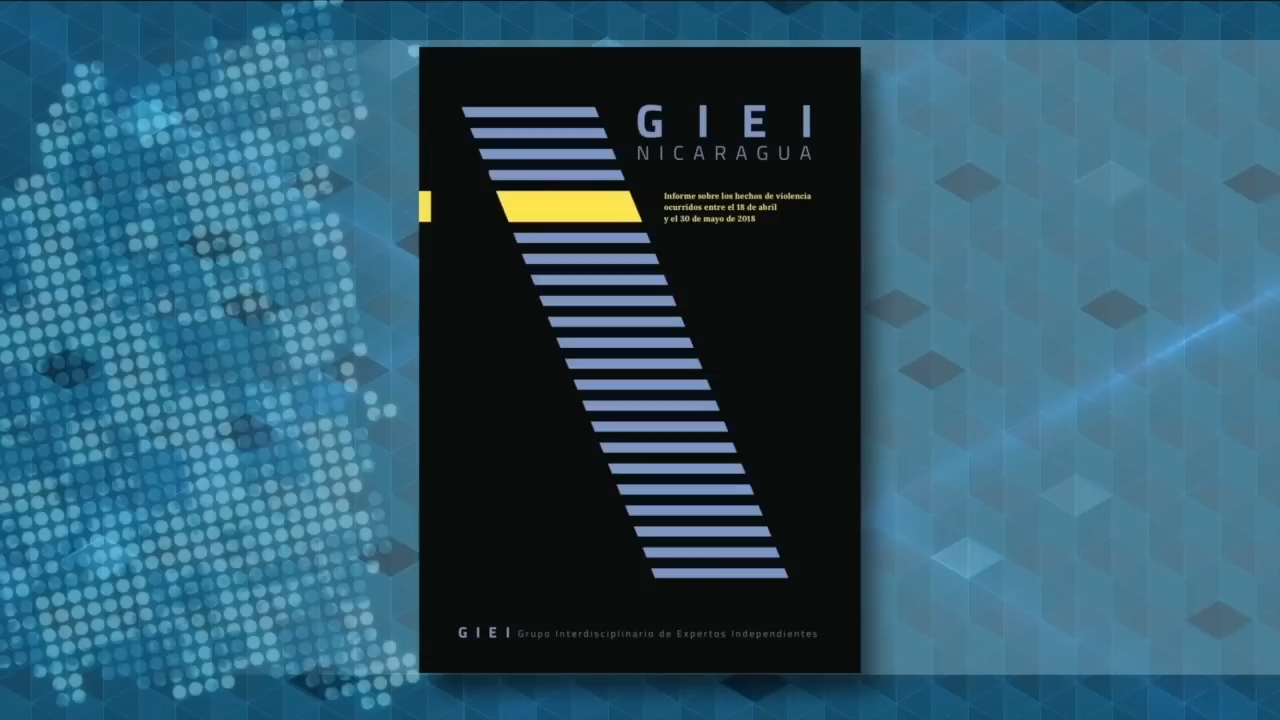 GIEI
NICARAGUA
Informe sobre los hechos de violencia
ocurridos entre el 18 de abril
y el 30 de mayo de 2018
GIEI Grupo Interdisciplinario de Expertos Independientes